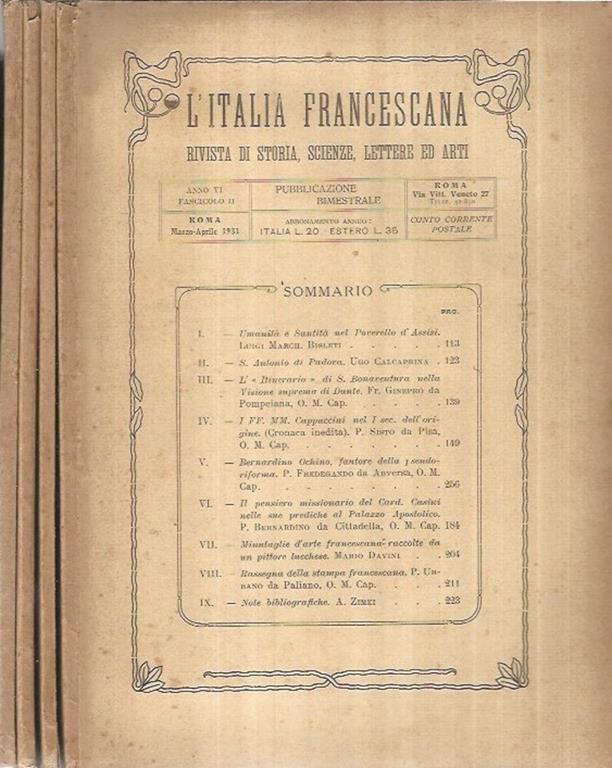 L'ITALIA FRANCESCANA
RIVISTA DI STORIA, SCIENZE, LETTERE ED ARTI
ANNO VI
FASCICOLO II
ROMA
Marzo-Aprile 1931
PUBBLICAZIONE
BIMESTRALE
ABBONAMENTO ANNUO:
ITALIA L. 20 ESTERO L. 35
ROMA
Via Vitt. Veneto 27
CONTO CORRENTE
POSTALE
SOMMARIO
PAG.
I. — Umanità e Santità nel Poverello d'Assisi.
LUIGI MARCH. BISLETI . . . . . 113
II. — S. Antonio di Padova. UGO CALCAPRINA . 123
III. — L' « Itinerario » di S. Bonaventura nella
Visione suprema di Dante. Fr. GINEPRO da
Pompeiana, O. M. Cap. . . . . 139
IV. — I FF. MM. Cappuccini nel I sec. dell'ori-
gine. (Cronaca inedita). P. SISTO da Pisa,
O. M. Cap. . . . . . . 149
V. — Bernardino Ochino, fautore della pseudo-
riforma. P. FREDEGANDO da Anversa, O. M.
Cap. . . . . . . . . 256
VI. — Il pensiero missionario del Card. Casini
nelle sue prediche al Palazzo Apostolico.
P. BERNARDINO da Cittadella, O. M. Cap. 184
VII. — Minutaglie d'arte francescana raccolte da
un pittore lucchese. MARIO DAVINI . . 204
VIII. — Rassegna della stampa francescana. P. UR-
BANO da Paliano, O. M. Cap. . . . . 211
IX. — Note bibliografiche. A. ZIMEI . . . 223